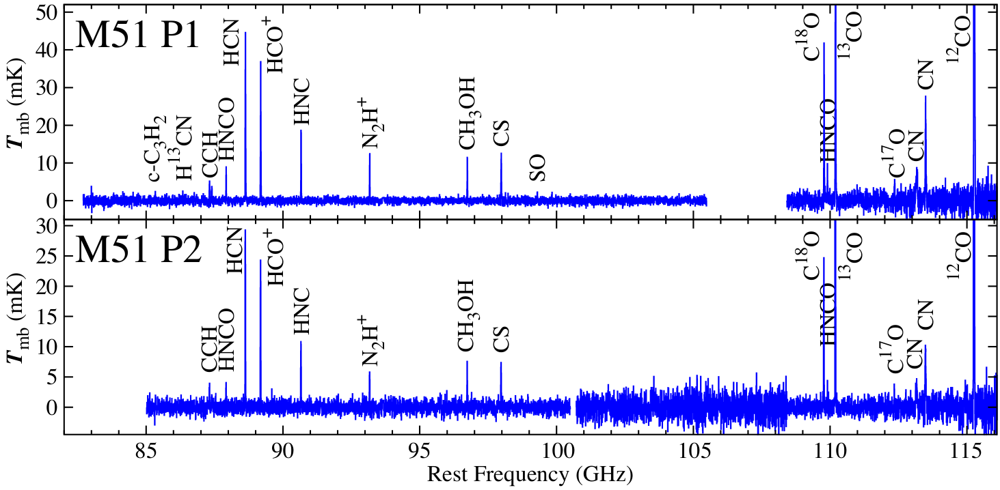 M51 P1
T_mb (mK)
50
40
30
20
10
0
c-C₃H₂
H¹³CN
CCH
HNCO
HCN
HCO⁺
HNC
N₂H⁺
CH₃OH
CS
SO
C¹⁸O
HNCO
¹³CO
C¹⁷O
CN
CN
¹²CO
M51 P2
T_mb (mK)
30
25
20
15
10
5
0
CCH
HNCO
HCN
HCO⁺
HNC
N₂H⁺
CH₃OH
CS
C¹⁸O
HNCO
¹³CO
C¹⁷O
CN
CN
¹²CO
85 90 95 100 105 110 115
Rest Frequency (GHz)